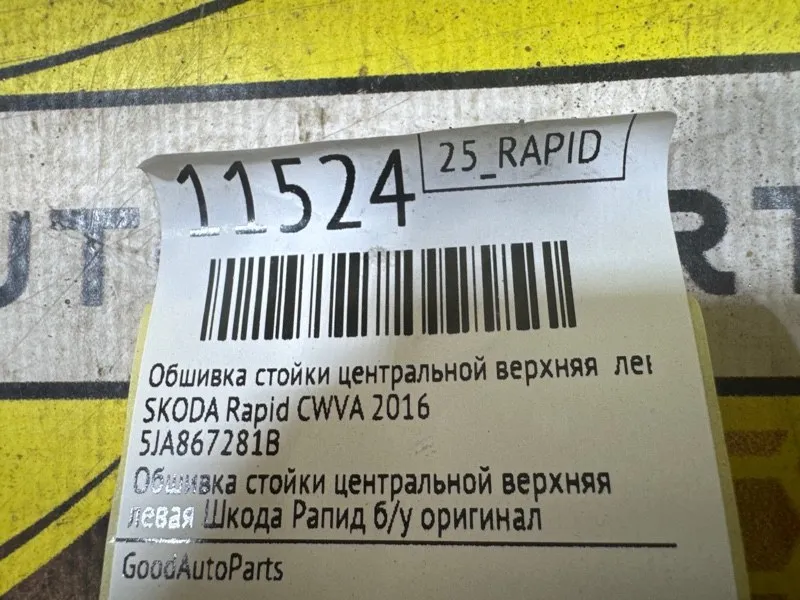 11524
25_RAPID
Обшивка стойки центральной верхняя лев
SKODA Rapid CWVA 2016
5JA867281B
Обшивка стойки центральной верхняя
левая Шкода Рапид б/у оригинал
GoodAutoParts